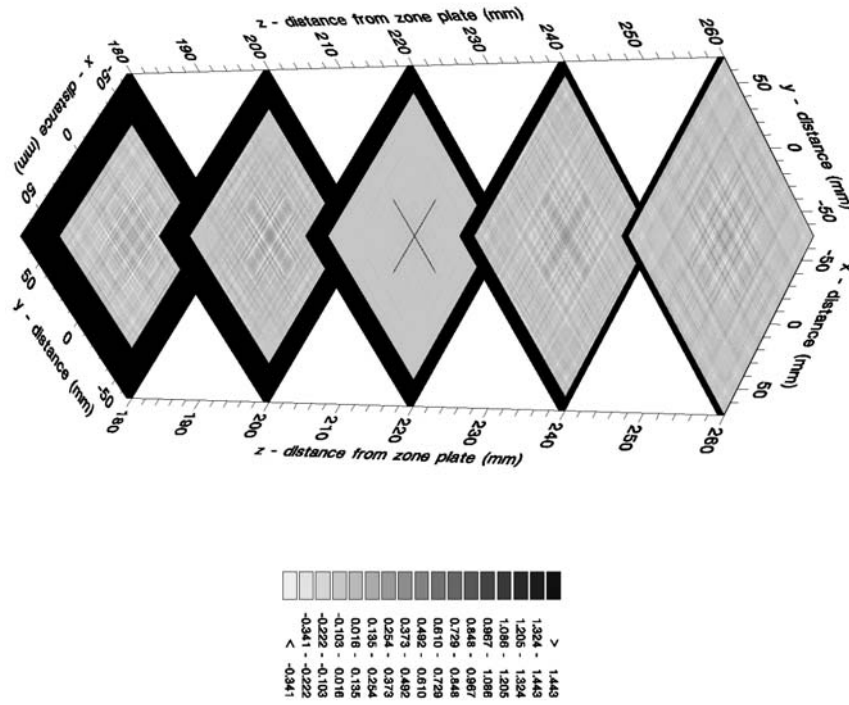 z - distance from zone plate (mm)
180 190 200 210 220 230 240 250 260
x - distance (mm)
-50 0 50
y - distance (mm)
50 0 -50
y - distance (mm)
50 0 -50
x - distance (mm)
-50 0 50
180 190 200 210 220 230 240 250 260
z - distance from zone plate (mm)
> 1.443
1.324 - 1.443
1.205 - 1.324
1.086 - 1.205
0.967 - 1.086
0.848 - 0.967
0.729 - 0.848
0.610 - 0.729
0.492 - 0.610
0.373 - 0.492
0.254 - 0.373
0.135 - 0.254
0.016 - 0.135
-0.103 - 0.016
-0.222 - -0.103
-0.341 - -0.222
< -0.341